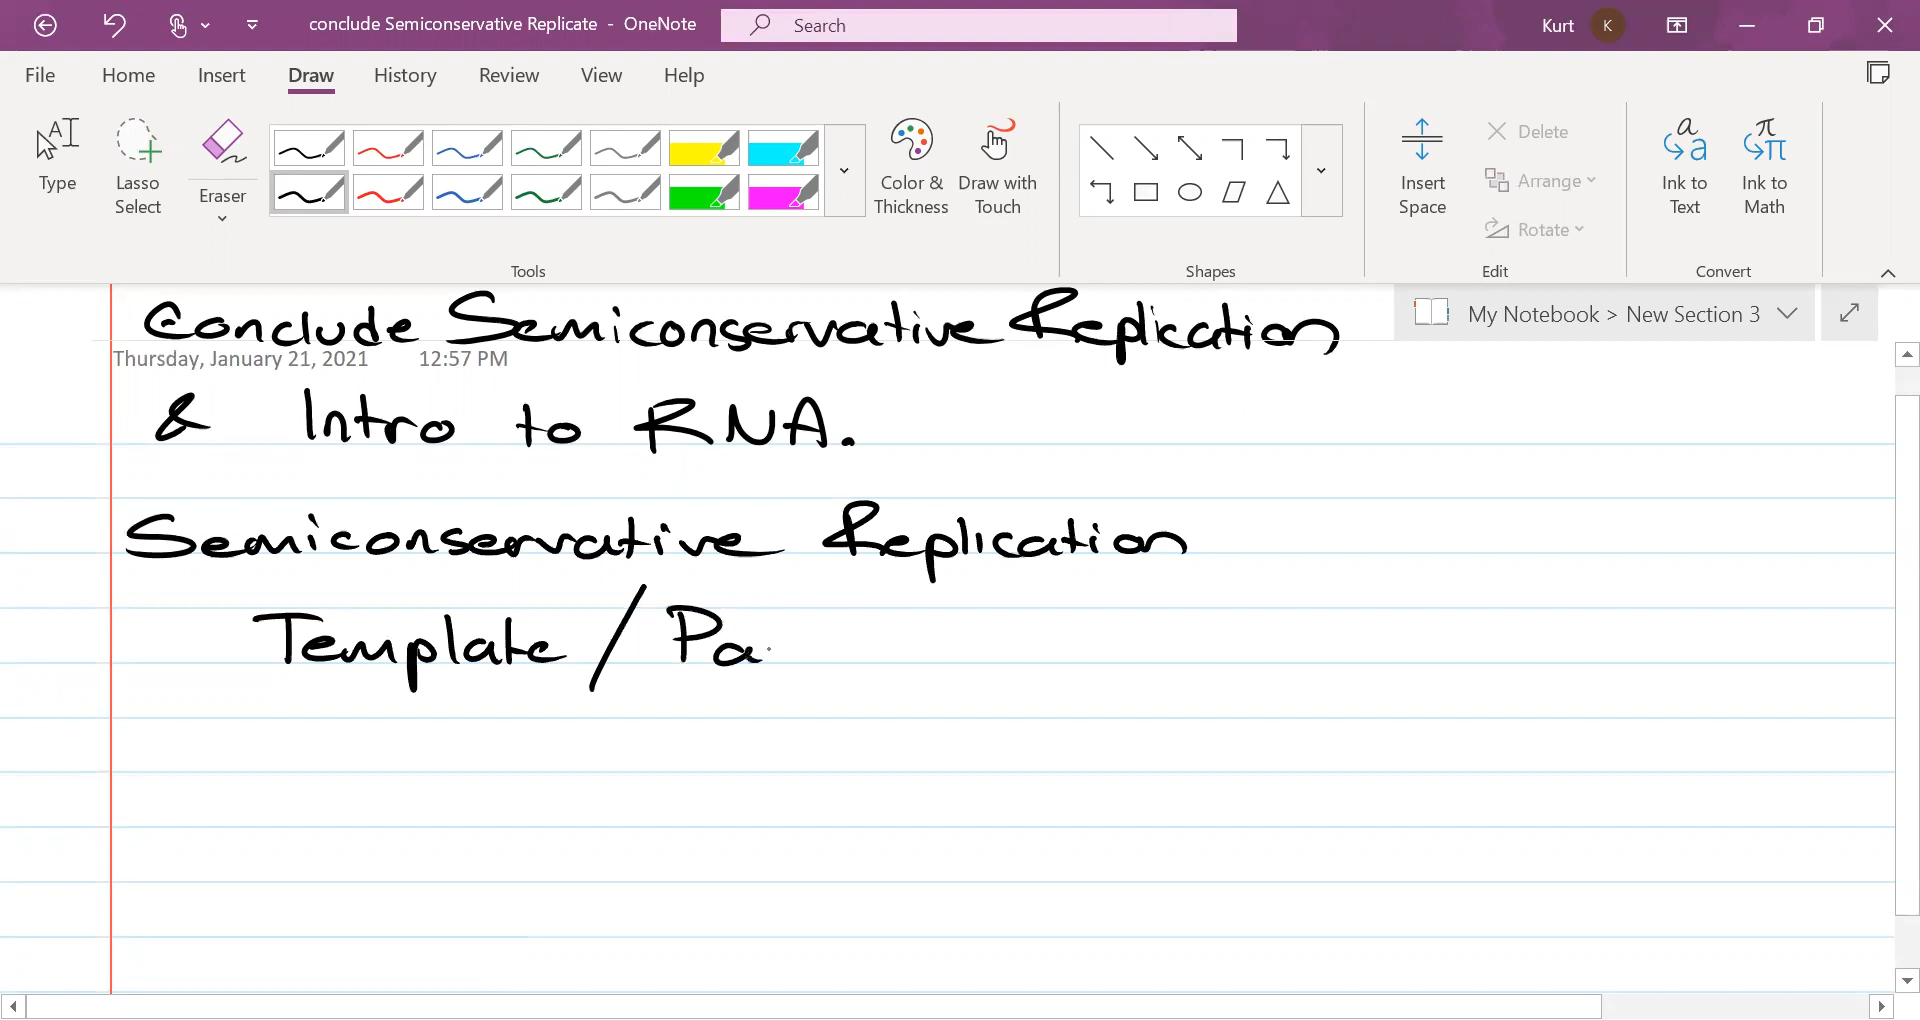 conclude Semiconservative Replicate - OneNote
Search
Kurt
K
File Home Insert Draw History Review View Help
Type
Lasso Select
Eraser
Color & Thickness
Draw with Touch
Insert Space
Delete
Arrange
Rotate
Ink to Text
Ink to Math
Tools
Shapes
Edit
Convert
My Notebook > New Section 3
Conclude Semiconservative Replication
Thursday, January 21, 2021 12:57 PM
& Intro to RNA.
Semiconservative Replication
Template / Pa